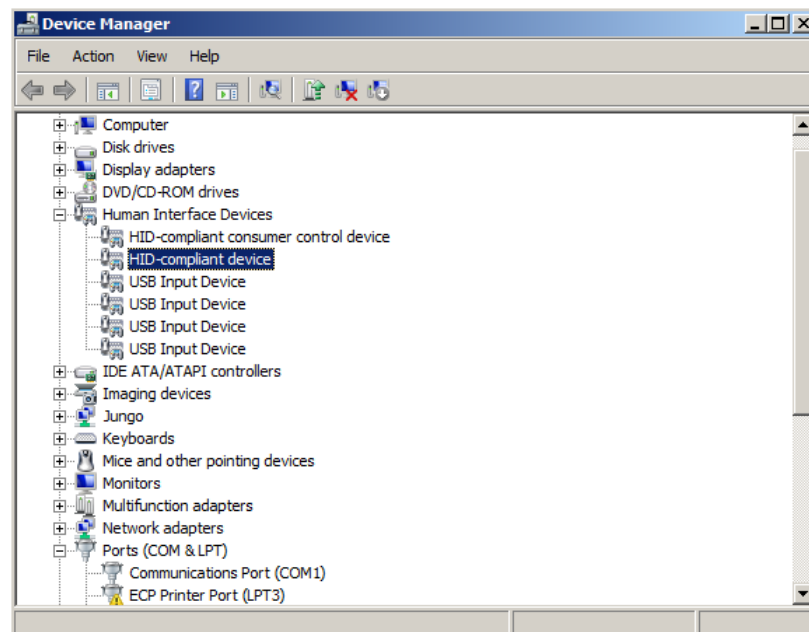 Device Manager
File Action View Help
Computer
Disk drives
Display adapters
DVD/CD-ROM drives
Human Interface Devices
HID-compliant consumer control device
HID-compliant device
USB Input Device
USB Input Device
USB Input Device
USB Input Device
IDE ATA/ATAPI controllers
Imaging devices
Jungo
Keyboards
Mice and other pointing devices
Monitors
Multifunction adapters
Network adapters
Ports (COM & LPT)
Communications Port (COM1)
ECP Printer Port (LPT3)